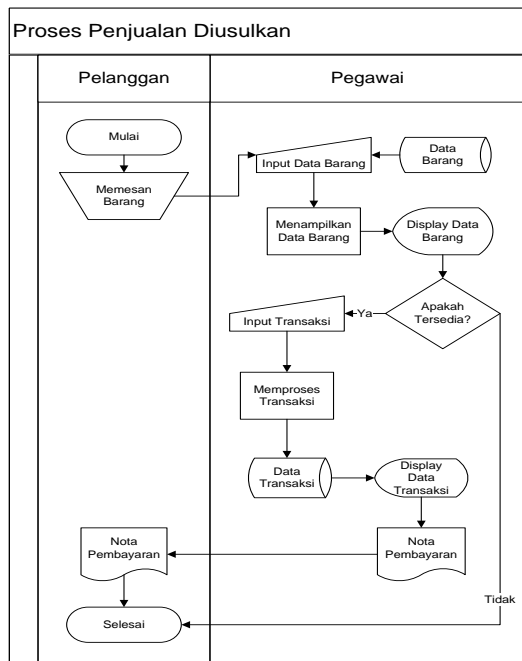 Proses Penjualan Diusulkan
Pelanggan
Pegawai
Mulai
Memesan
Barang
Input Data Barang
Data
Barang
Menampilkan
Data Barang
Display Data
Barang
Apakah
Tersedia?
Ya
Input Transaksi
Memproses
Transaksi
Data
Transaksi
Display
Data
Transaksi
Nota
Pembayaran
Nota
Pembayaran
Tidak
Selesai